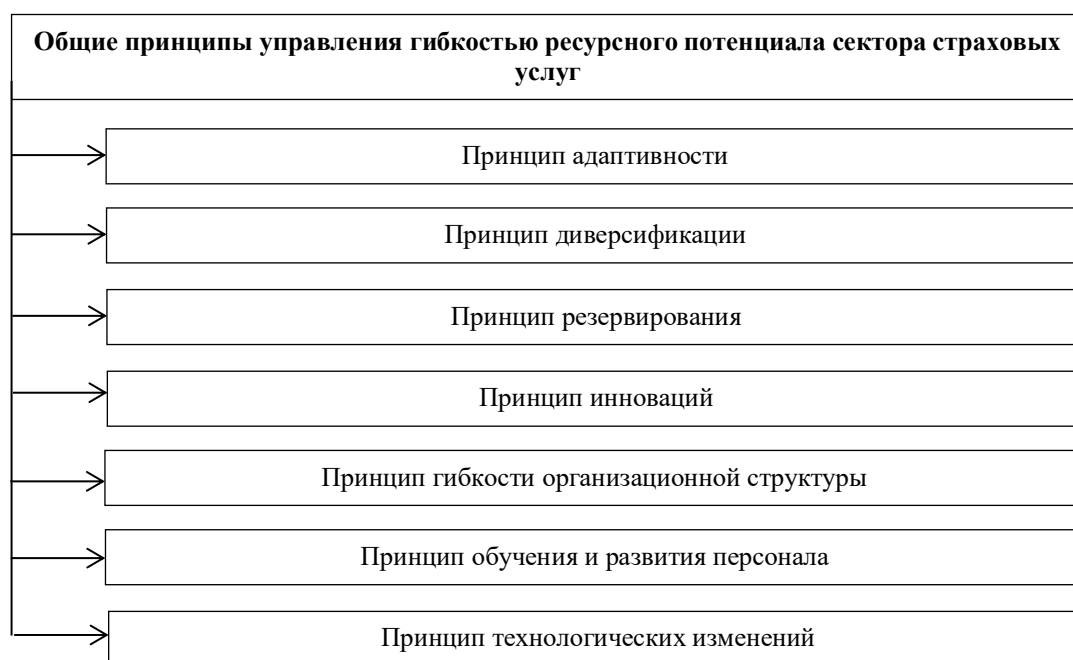 Общие принципы управления гибкостью ресурсного потенциала сектора страховых
услуг
Принцип адаптивности
Принцип диверсификации
Принцип резервирования
Принцип инноваций
Принцип гибкости организационной структуры
Принцип обучения и развития персонала
Принцип технологических изменений